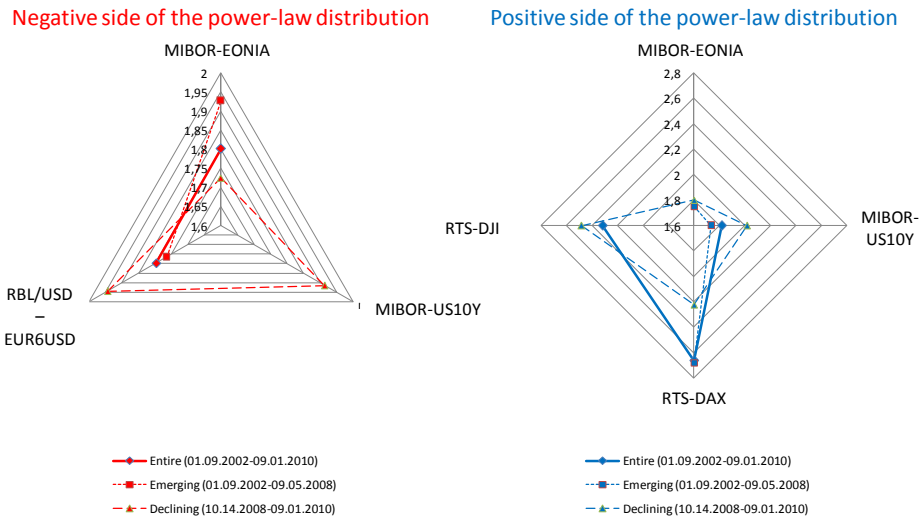 Negative side of the power-law distribution
MIBOR-EONIA
2
1,95
1,9
1,85
1,8
1,75
1,7
1,65
1,6
RBL/USD
–
EUR6USD
MIBOR-US10Y
Entire (01.09.2002-09.01.2010)
Emerging (01.09.2002-09.05.2008)
Declining (10.14.2008-09.01.2010)
Positive side of the power-law distribution
MIBOR-EONIA
2,8
2,6
2,4
2,2
2
1,8
1,6
RTS-DJI
MIBOR-
US10Y
RTS-DAX
Entire (01.09.2002-09.01.2010)
Emerging (01.09.2002-09.05.2008)
Declining (10.14.2008-09.01.2010)